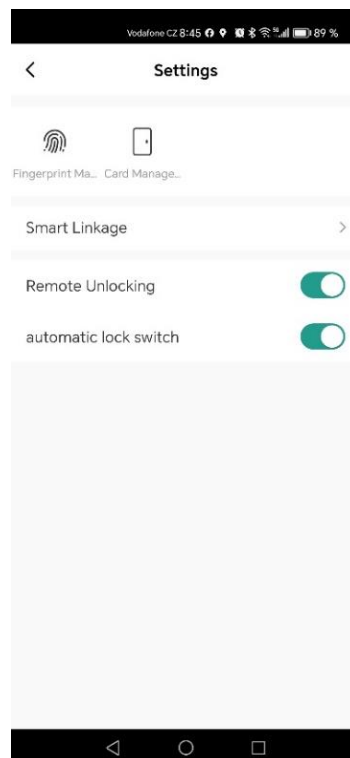 Vodafone CZ 8:45 89 %
Settings
Fingerprint Ma... Card Manage...
Smart Linkage
Remote Unlocking
automatic lock switch